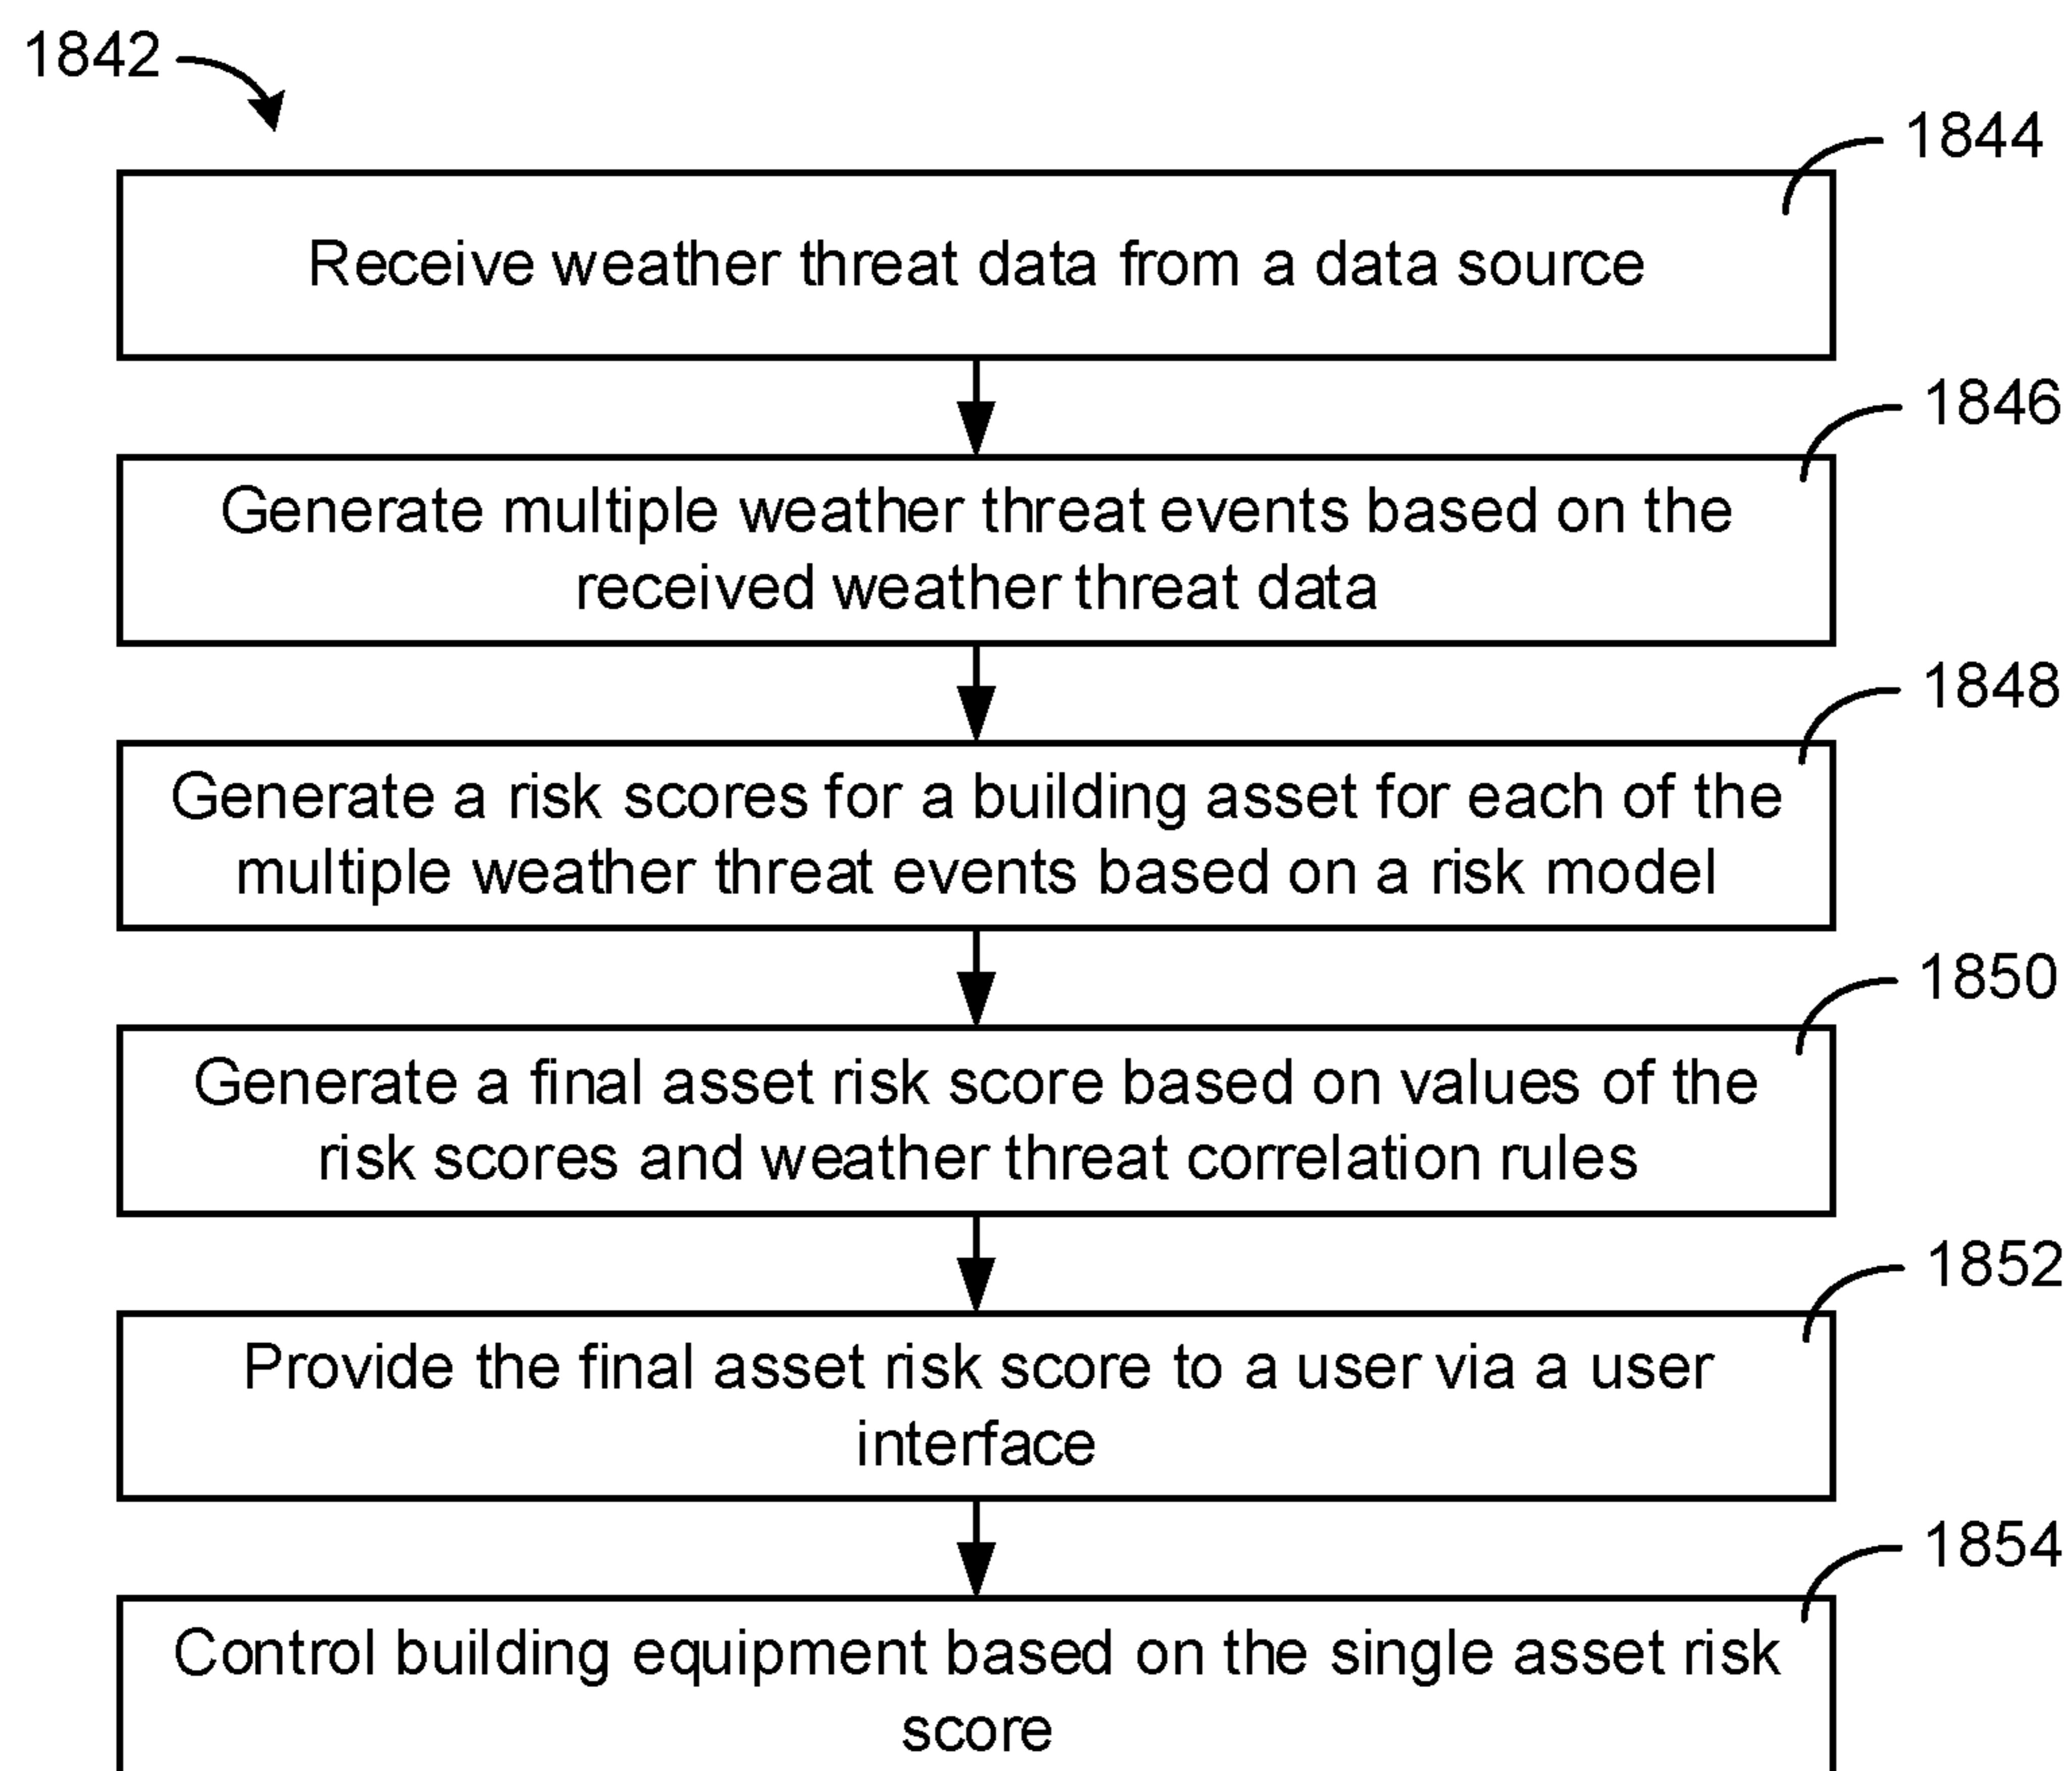 1842
1844
Receive weather threat data from a data source
1846
Generate multiple weather threat events based on the
received weather threat data
1848
Generate a risk scores for a building asset for each of the
multiple weather threat events based on a risk model
1850
Generate a final asset risk score based on values of the
risk scores and weather threat correlation rules
1852
Provide the final asset risk score to a user via a user
interface
1854
Control building equipment based on the single asset risk
score